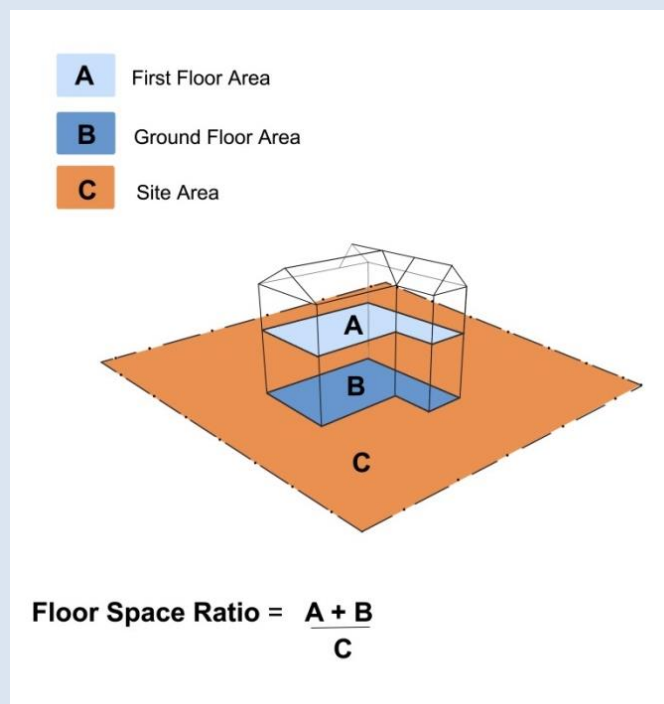 A First Floor Area
B Ground Floor Area
C Site Area
A
B
C
Floor Space Ratio = A + B
C